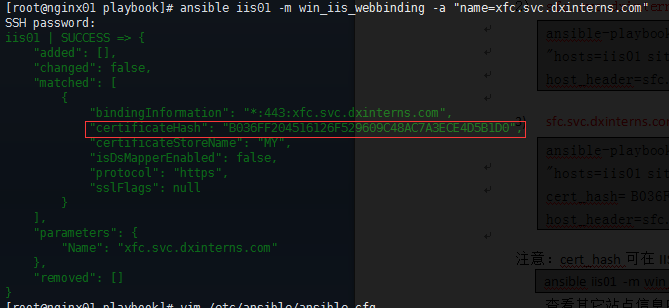 [root@nginx01 playbook]# ansible iis01 -m win_iis_webbinding -a "name=xfc.svc.dxinterns.com"
SSH password:
iis01 | SUCCESS => {
"added": [],
"changed": false,
"matched": [
{
"bindingInformation": "*:443:xfc.svc.dxinterns.com",
"certificateHash": "B036FF204516126F529609C48AC7A3ECE4D5B1D0",
"certificateStoreName": "MY",
"isDsMapperEnabled": false,
"protocol": "https",
"sslFlags": null
}
],
"parameters": {
"Name": "xfc.svc.dxinterns.com"
},
"removed": []
}
[root@nginx01 playbook]# vim /etc/ansible/ansible.cfg
ansible-playbook
"hosts=iis01 sit
host_header=sfc.
sfc.svc.dxinterns.com
ansible-playbook
"hosts=iis01 site
cert_hash= B036F
host_header=sfc.
注意：cert_hash 可在 IIS
ansible iis01 -m
查看其它站点信息